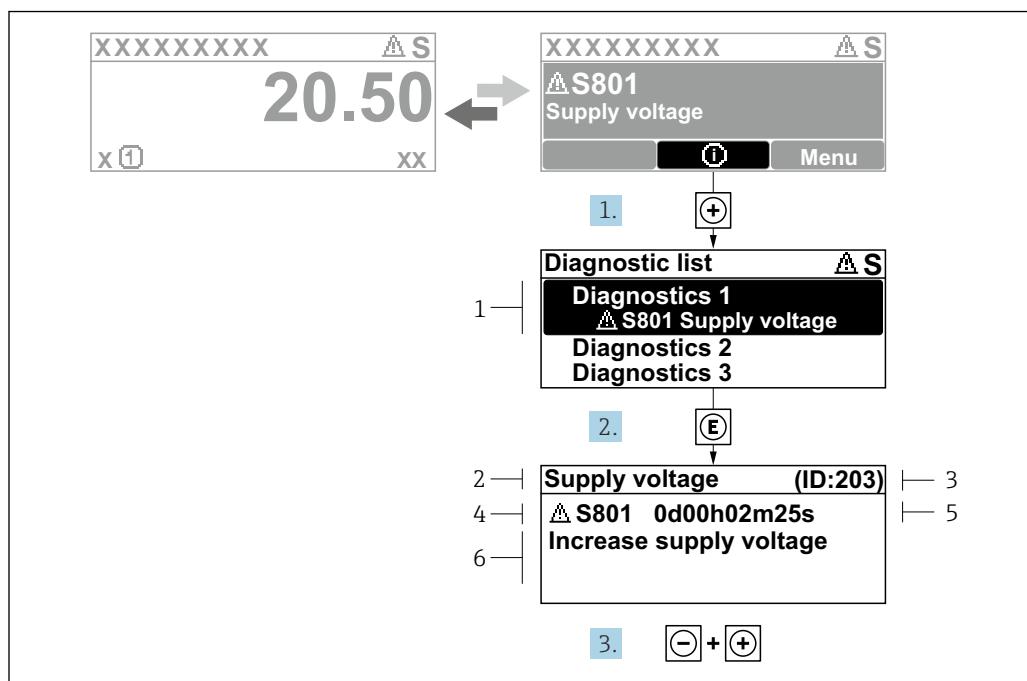 XXXXXXXXX ⚠ S
20.50
X ① XX
XXXXXXXXX ⚠ S
⚠ S801
Supply voltage
ⓘ Menu
1. +
Diagnostic list ⚠ S
1 Diagnostics 1
⚠ S801 Supply voltage
Diagnostics 2
Diagnostics 3
2. E
2 Supply voltage (ID:203) 3
4 ⚠ S801 0d00h02m25s 5
6 Increase supply voltage
3. − + +